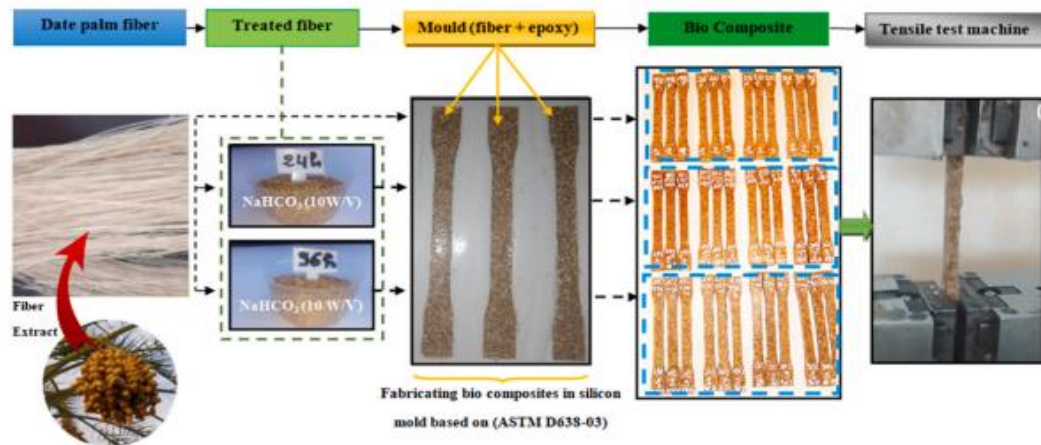 Date palm fiber
Treated fiber
Mould (fiber + epoxy)
Bio Composite
Tensile test machine
24h
NaHCO₃ (10W/V)
96h
NaHCO₃ (10 W/V)
Fiber
Extract
Fabricating bio composites in silicon
mold based on (ASTM D638-03)